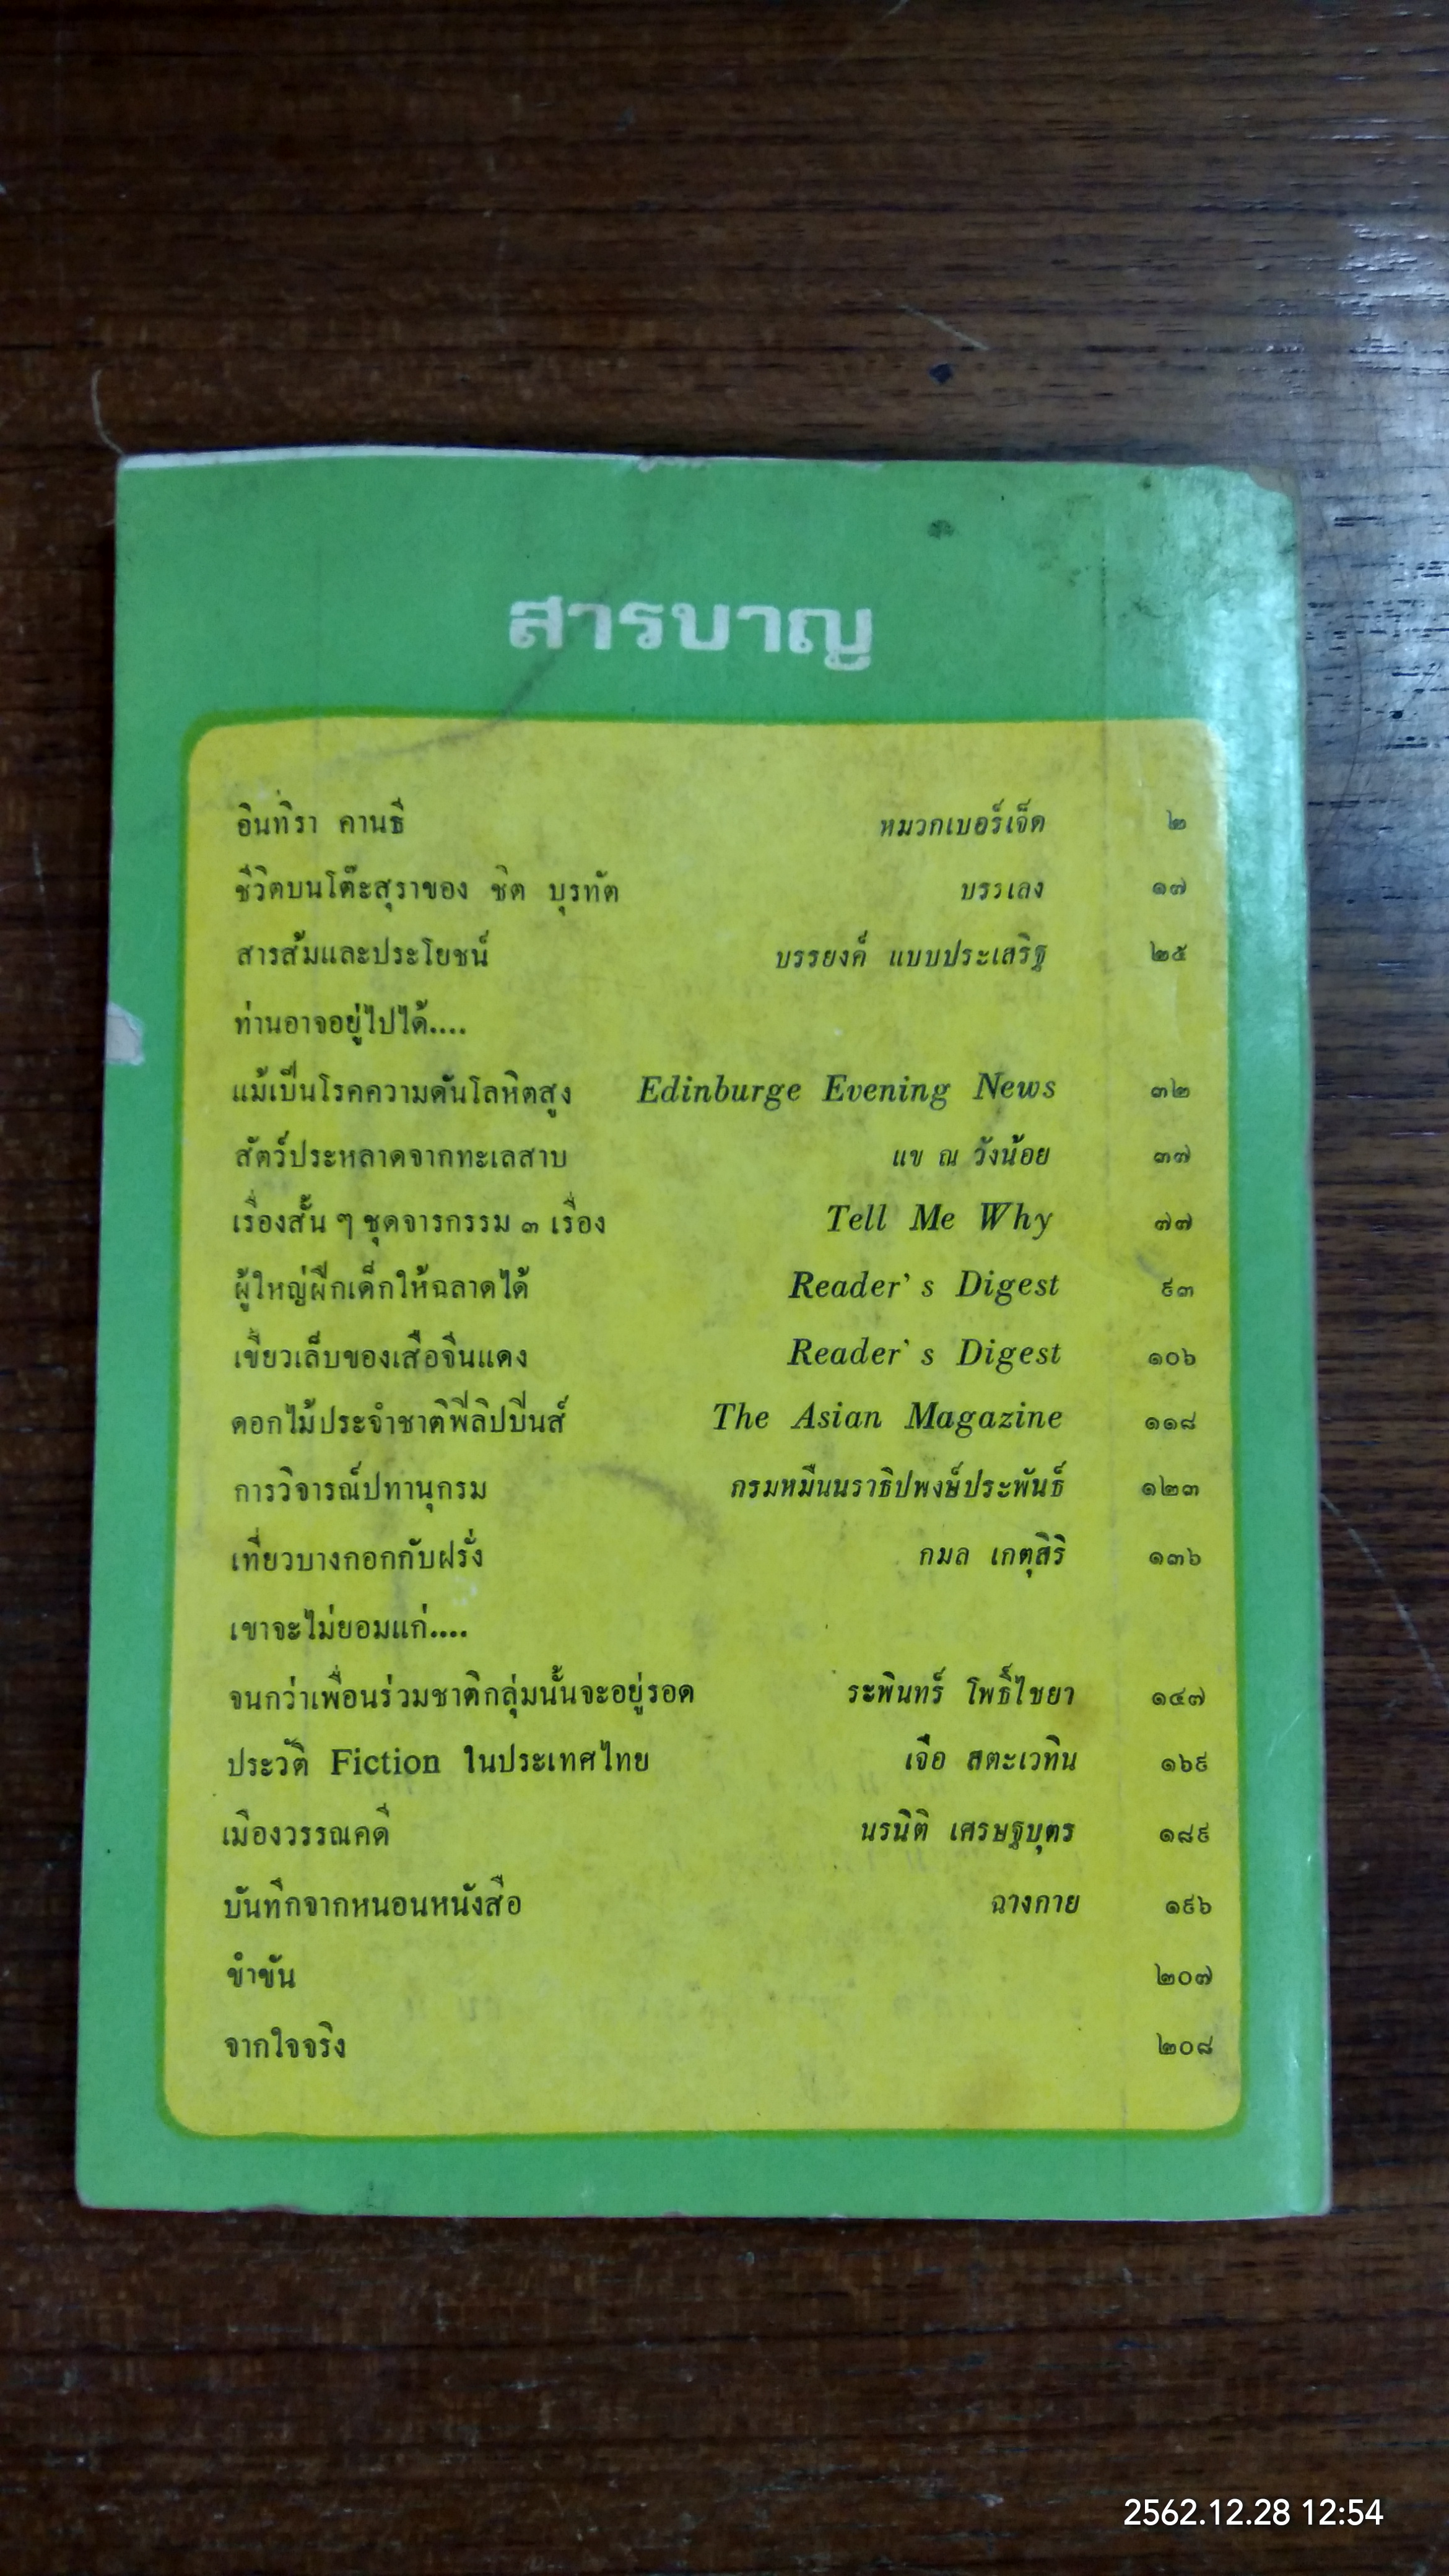 สารบาญ
อินทิรา คานธี หมวกเบอร์เจ็ด ๒
ชีวิตบนโต๊ะสุราของ ชิต บุรทัต บรรเลง ๑๗
สารส้มและประโยชน์ บรรยงค์ แบบประเสริฐ ๒๕
ท่านอาจอยู่ไปได้....
แม้เป็นโรคความดันโลหิตสูง Edinburge Evening News ๓๒
สัตว์ประหลาดจากทะเลสาบ แข ณ วังน้อย ๓๗
เรื่องสั้น ๆ ชุดจารกรรม ๓ เรื่อง Tell Me Why ๗๗
ผู้ใหญ่ฝึกเด็กให้ฉลาดได้ Reader's Digest ๙๓
เขี้ยวเล็บของเสือจีนแดง Reader's Digest ๑๐๖
ดอกไม้ประจำชาติฟิลิปปินส์ The Asian Magazine ๑๑๘
การวิจารณ์ปทานุกรม กรมหมื่นนราธิปพงษ์ประพันธ์ ๑๒๓
เที่ยวบางกอกกับฝรั่ง กมล เกตุสิริ ๑๓๖
เขาจะไม่ยอมแก่....
จนกว่าเพื่อนร่วมชาติกลุ่มนั้นจะอยู่รอด ระพินทร์ โพธิ์ไชยา ๑๔๗
ประวัติ Fiction ในประเทศไทย เจือ สตะเวทิน ๑๖๙
เมืองวรรณคดี นรนิติ เศรษฐบุตร ๑๘๙
บันทึกจากหนอนหนังสือ ฉางกาย ๑๙๖
ขำขัน ๒๐๗
จากใจจริง ๒๐๘
2562.12.28 12:54